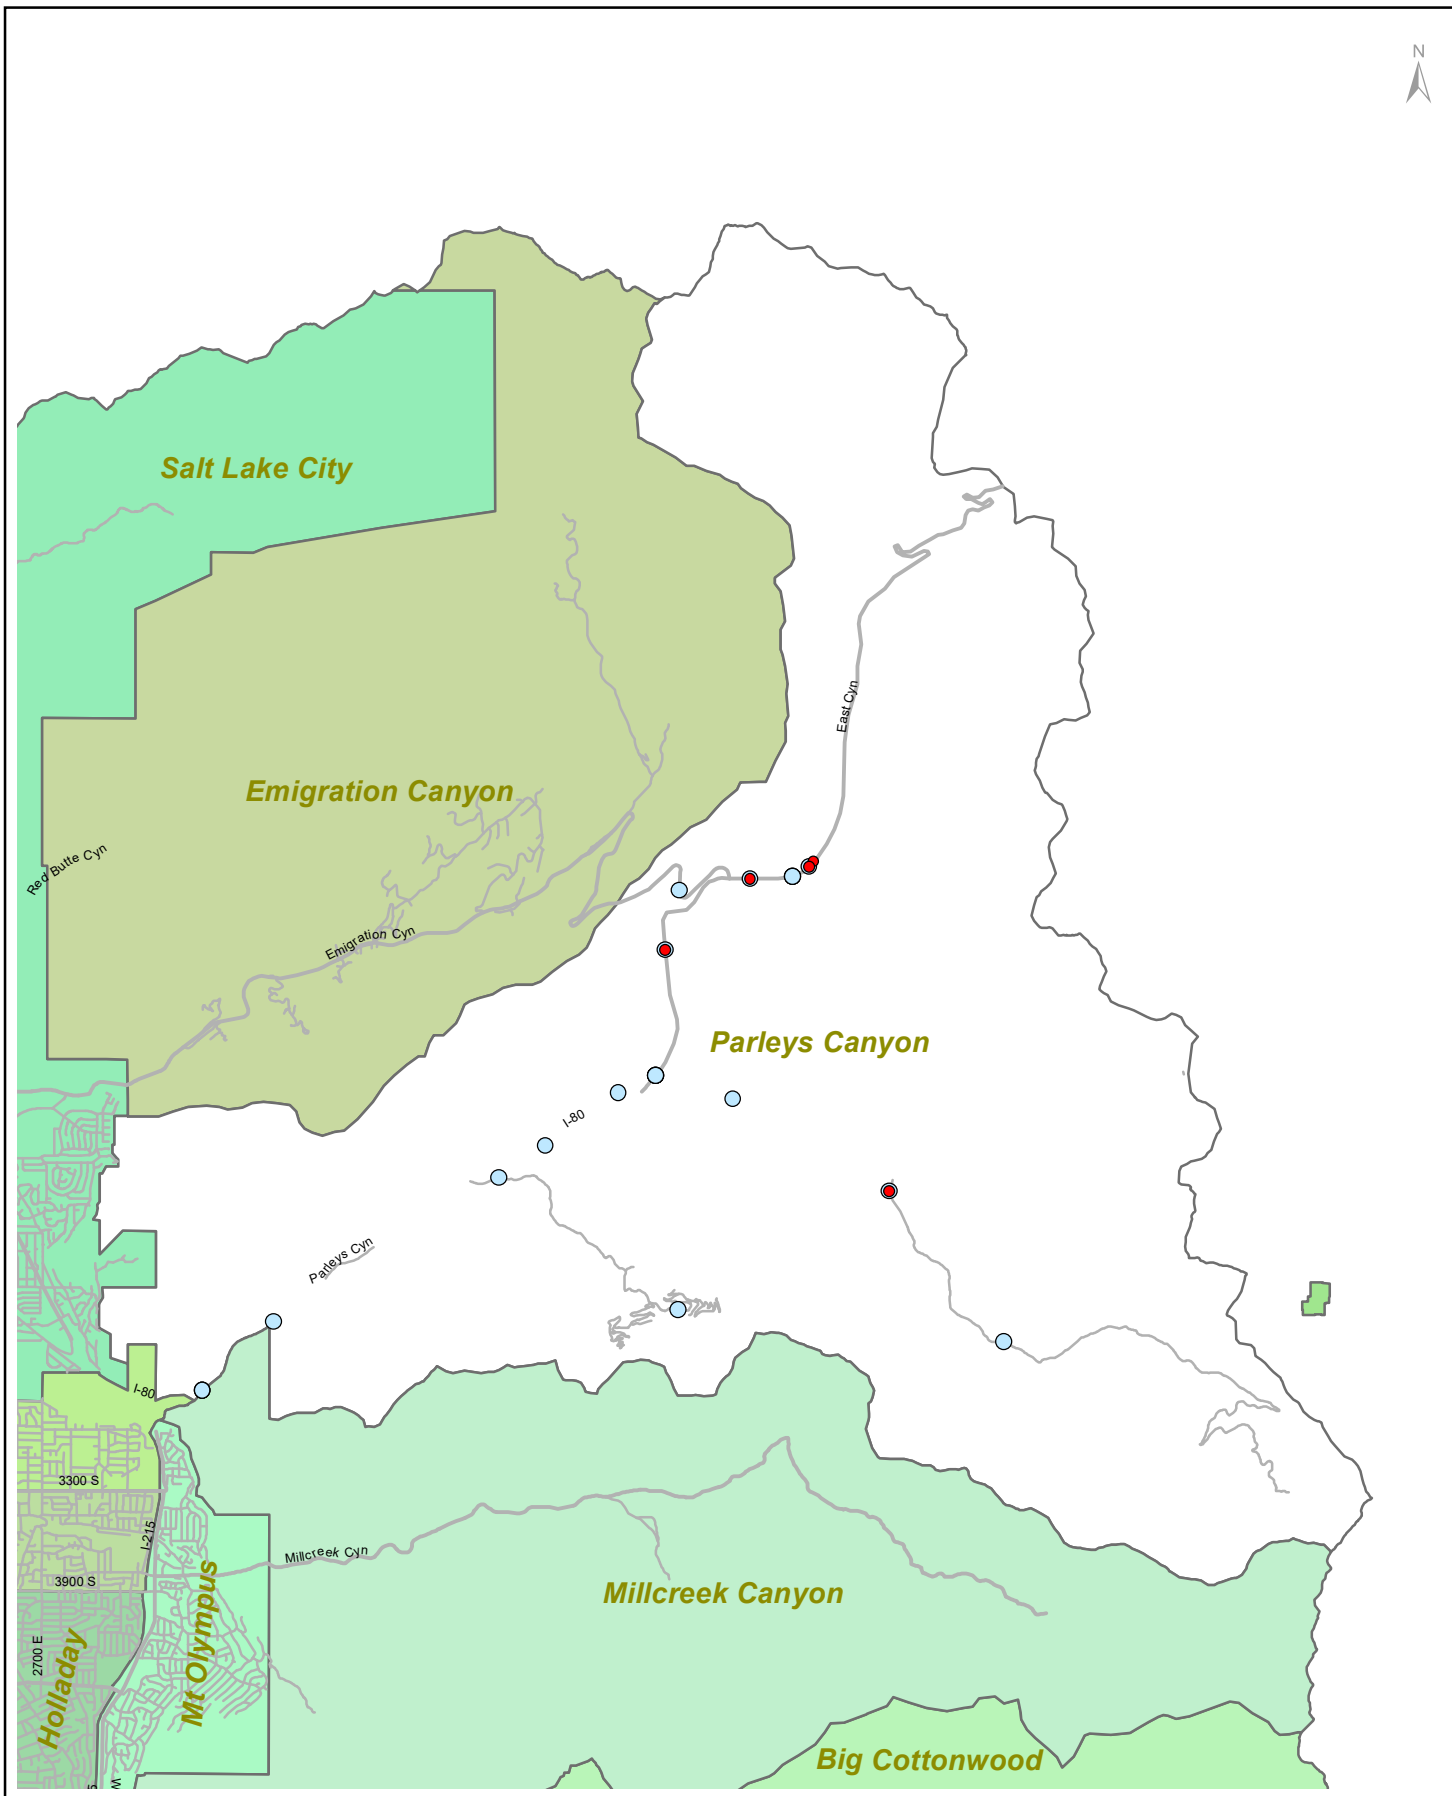 N
Salt Lake City
East Cyn
Emigration Canyon
Red Butte Cyn
Emigration Cyn
Parleys Canyon
I-80
Parleys Cyn
I-80
3300 S
I-215
Millcreek Cyn
3900 S
Millcreek Canyon
Mt Olympus
2700 E
Holladay
Big Cottonwood